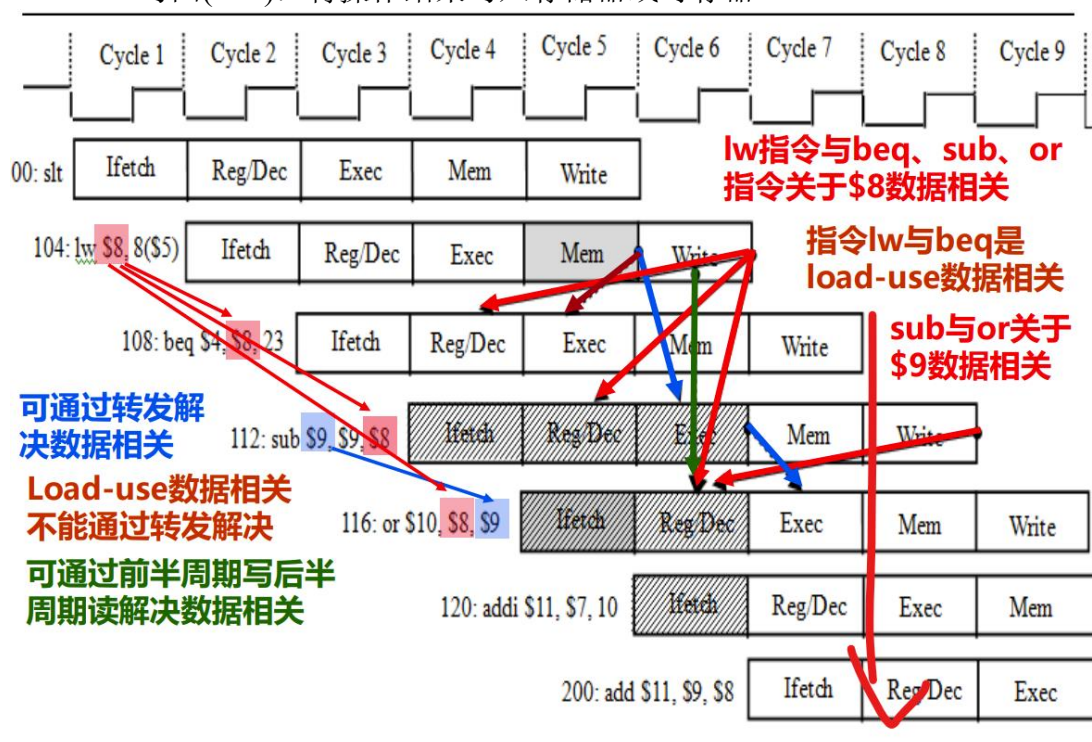 Cycle 1 Cycle 2 Cycle 3 Cycle 4 Cycle 5 Cycle 6 Cycle 7 Cycle 8 Cycle 9
00: slt Ifetch Reg/Dec Exec Mem Write
lw指令与beq、sub、or
指令关于$8数据相关
104: lw $8, 8($5) Ifetch Reg/Dec Exec Mem Write
指令lw与beq是
load-use数据相关
108: beq $4, $8, 23 Ifetch Reg/Dec Exec Mem Write
sub与or关于
$9数据相关
可通过转发解
决数据相关
112: sub $9, $9, $8 Ifetch Reg/Dec Exec Mem Write
Load-use数据相关
不能通过转发解决
116: or $10, $8, $9 Ifetch Reg/Dec Exec Mem Write
可通过前半周期写后半
周期读解决数据相关
120: addi $11, $7, 10 Ifetch Reg/Dec Exec Mem
200: add $11, $9, $8 Ifetch Reg/Dec Exec